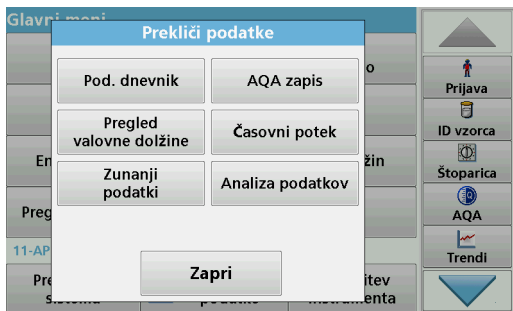 Glavni meni
Prekliči podatke
Pod. dnevnik
AQA zapis
Pregled
valovne dolžine
Časovni potek
Zunanji
podatki
Analiza podatkov
Zapri
11-AP
Prijava
ID vzorca
Štoparica
AQA
Trendi